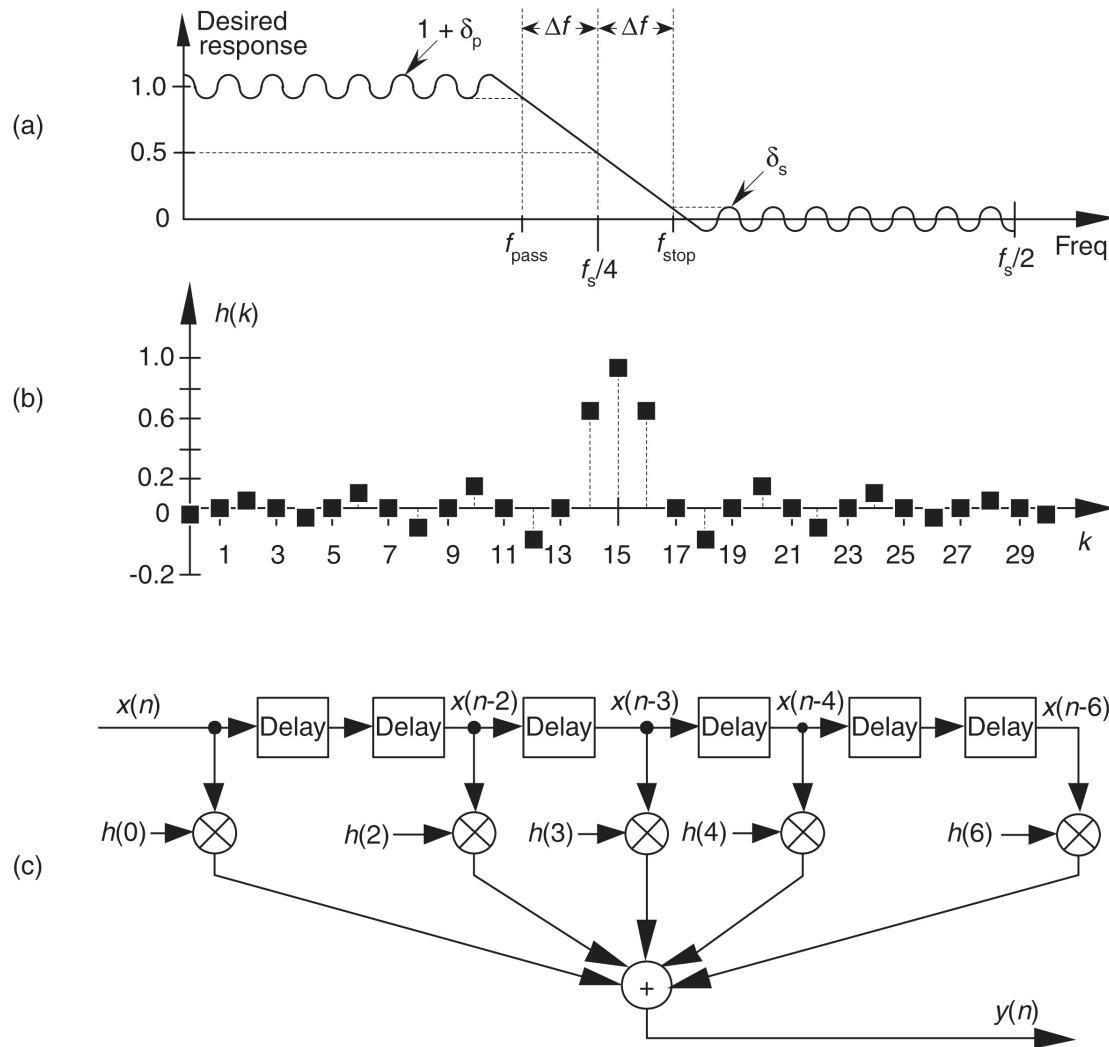 Desired
response
1 + δp
Δf Δf
1.0
(a)
0.5
δs
0
fpass
fs/4
fstop
fs/2
Freq
h(k)
1.0
(b)
0.6
0.2
0
1 3 5 7 9 11 13 15 17 19 21 23 25 27 29 k
-0.2
x(n) x(n-2) x(n-3) x(n-4) x(n-6)
Delay Delay Delay Delay Delay Delay
h(0) h(2) h(3) h(4) h(6)
(c)
+
y(n)